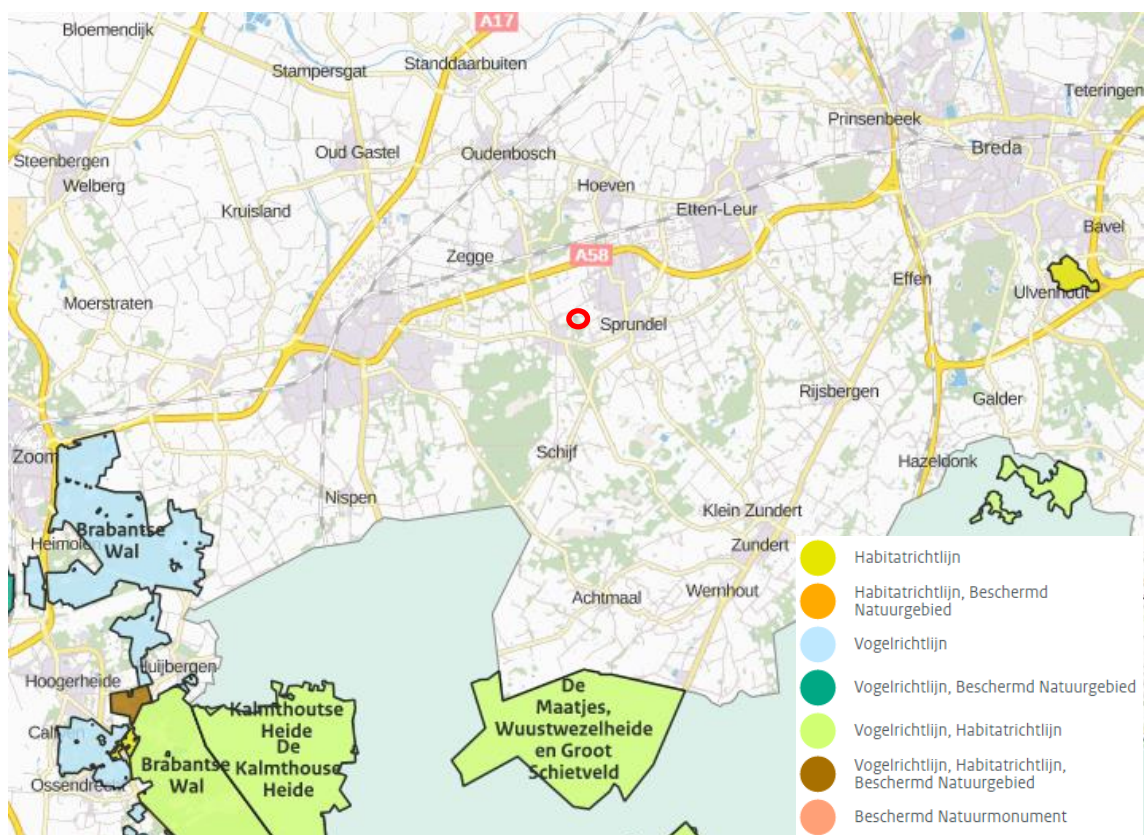 A17
Bloemendijk
Standdaarbuiten
Stampersgat
Teteringen
Prinsenbeek
Breda
Steenbergen
Oud Gastel
Oudenbosch
Welberg
Hoeven
Kruisland
Etten-Leur
Bavel
Zegge
A58
Effen
Ulvenhout
Moerstraten
Sprundel
Rijsbergen
Galder
Zoom
Schijf
Hazeldonk
Nispen
Klein Zundert
Brabantse
Wal
Zundert
Wernhout
Achtmaal
Huijbergen
Hoogerheide
De
Maatjes,
Wuustwezelheide
en Groot
Schietveld
Kalmthoutse
Heide
De
Kalmthouse
Heide
Brabantse
Wal
Habitatrichtlijn
Habitatrichtlijn, Beschermd
Natuurgebied
Vogelrichtlijn
Vogelrichtlijn, Beschermd Natuurgebied
Vogelrichtlijn, Habitatrichtlijn
Vogelrichtlijn, Habitatrichtlijn,
Beschermd Natuurgebied
Beschermd Natuurmonument